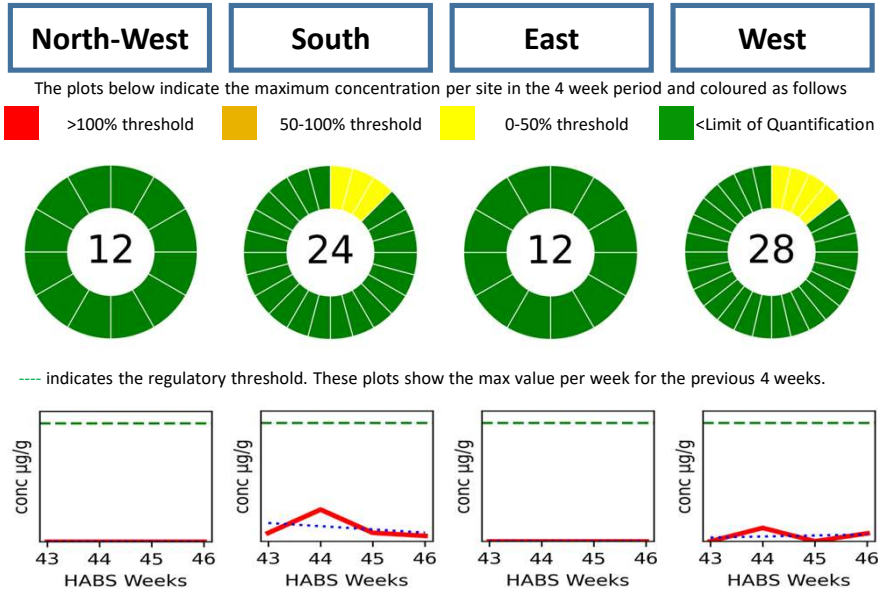 North-West South East West
The plots below indicate the maximum concentration per site in the 4 week period and coloured as follows
>100% threshold 50-100% threshold 0-50% threshold <Limit of Quantification
12 24 12 28
---- indicates the regulatory threshold. These plots show the max value per week for the previous 4 weeks.
conc µg/g conc µg/g conc µg/g conc µg/g
43 44 45 46 43 44 45 46 43 44 45 46 43 44 45 46
HABS Weeks HABS Weeks HABS Weeks HABS Weeks